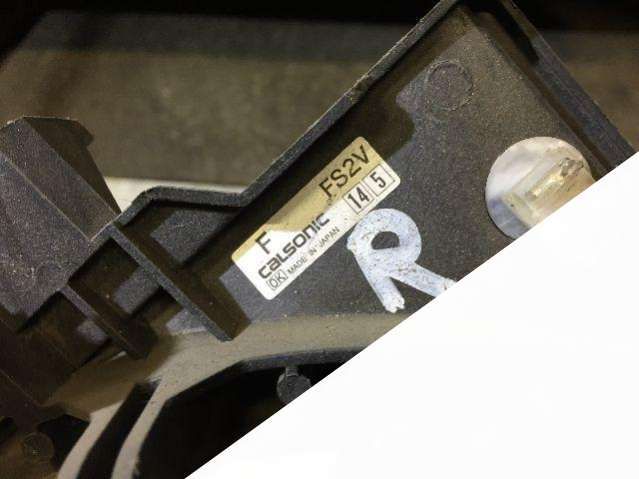 F FS2V
calsonic 14 5
[OK] MADE IN JAPAN
R